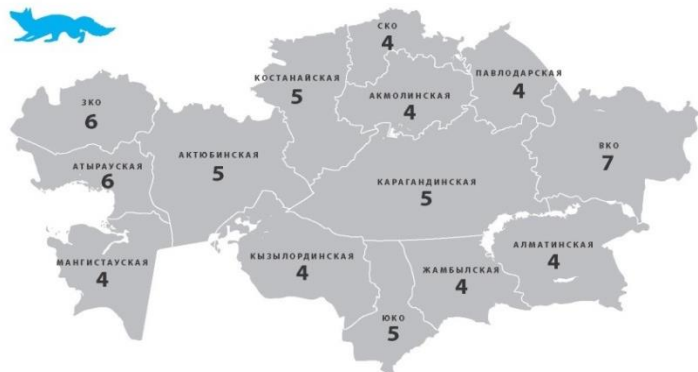 СКО
4
КОСТАНАЙСКАЯ
5
АКМОЛИНСКАЯ
4
ПАВЛОДАРСКАЯ
4
ЗКО
6
АТЫРАУСКАЯ
6
АКТЮБИНСКАЯ
5
ВКО
7
КАРАГАНДИНСКАЯ
5
МАНГИСТАУСКАЯ
4
КЫЗЫЛОРДИНСКАЯ
4
ЖАМБЫЛСКАЯ
4
АЛМАТИНСКАЯ
4
ЮКО
5